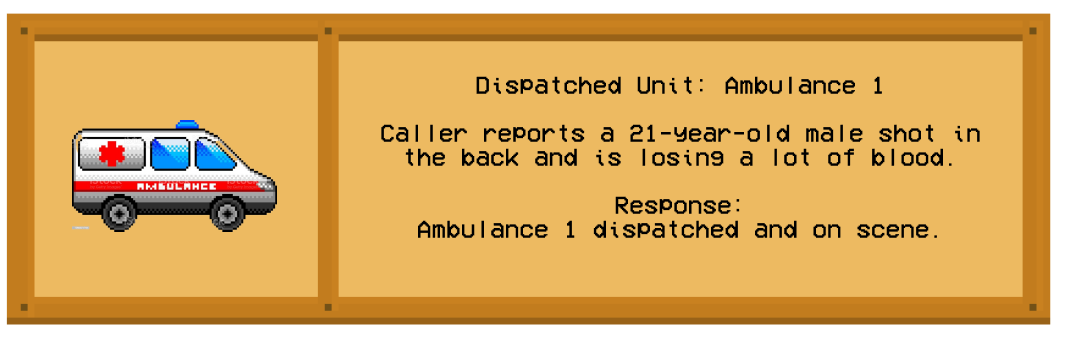 Dispatched Unit: Ambulance 1
Caller reports a 21-year-old male shot in
the back and is losing a lot of blood.
Response:
Ambulance 1 dispatched and on scene.
AMBULANCE